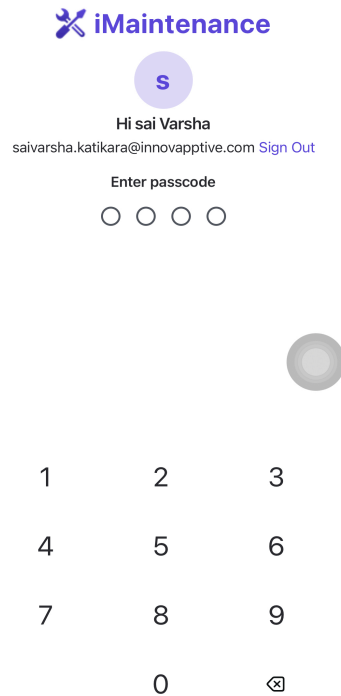 iMaintenance
s
Hi sai Varsha
saivarsha.katikara@innovapptive.com Sign Out
Enter passcode
1 2 3
4 5 6
7 8 9
0